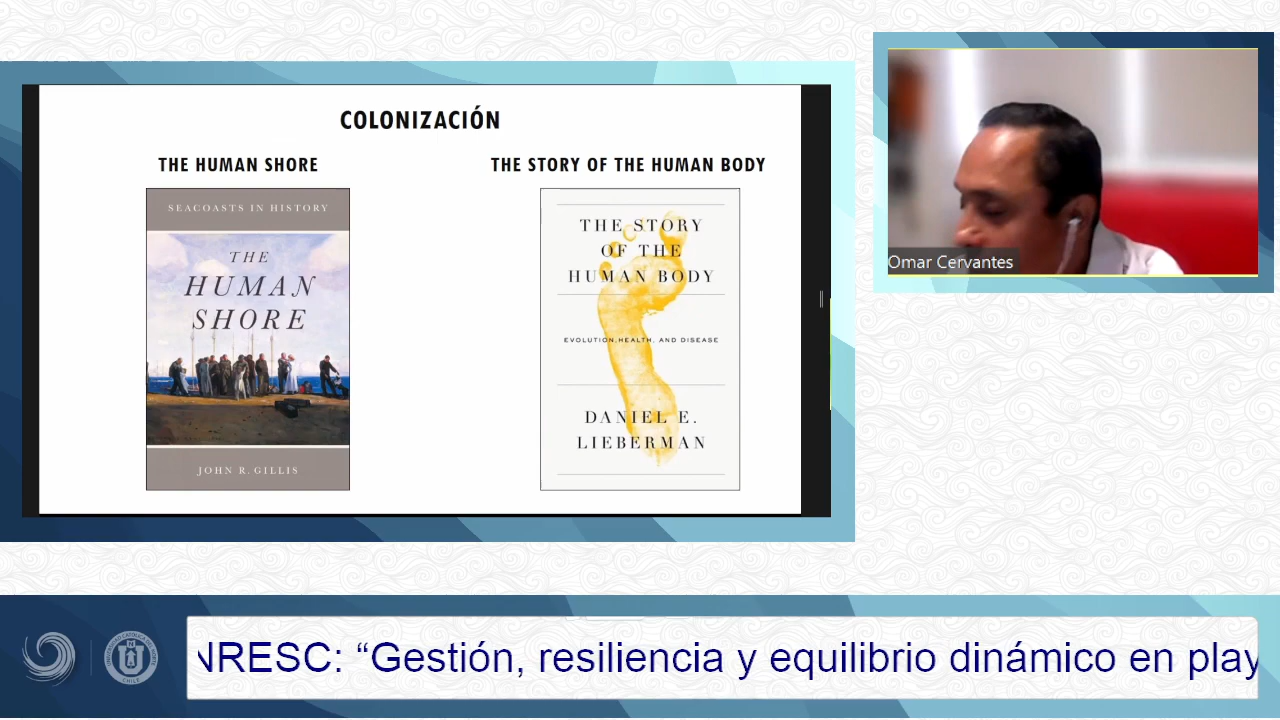 COLONIZACIÓN
THE HUMAN SHORE
SEACOASTS IN HISTORY
THE
HUMAN
SHORE
JOHN R. GILLIS
THE STORY OF THE HUMAN BODY
THE STORY
OF THE
HUMAN BODY
EVOLUTION, HEALTH, AND DISEASE
DANIEL E.
LIEBERMAN
Omar Cervantes
NRESC: “Gestión, resiliencia y equilibrio dinámico en play